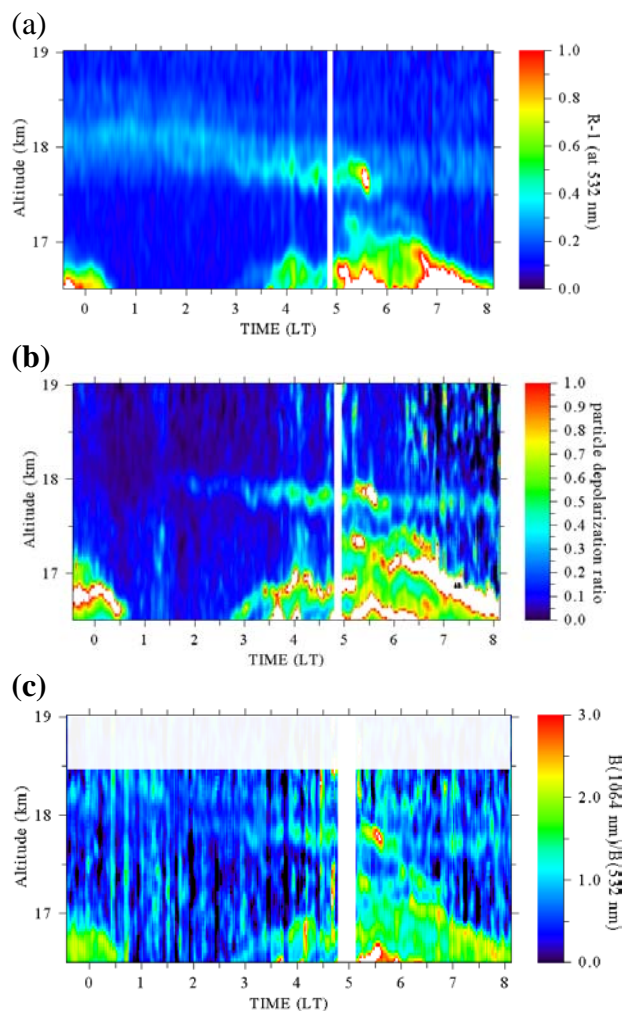 (a)
19
18
17
Altitude (km)
0 1 2 3 4 5 6 7 8
TIME (LT)
1.0
0.8
0.6
0.4
0.2
0.0
R-1 (at 532 nm)
(b)
19
18
17
Altitude (km)
0 1 2 3 4 5 6 7 8
TIME (LT)
1.0
0.9
0.8
0.7
0.6
0.5
0.4
0.3
0.2
0.1
0.0
particle depolarization ratio
(c)
19
18
17
Altitude (km)
0 1 2 3 4 5 6 7 8
TIME (LT)
3.0
2.0
1.0
0.0
B(1064 nm)/B(532 nm)